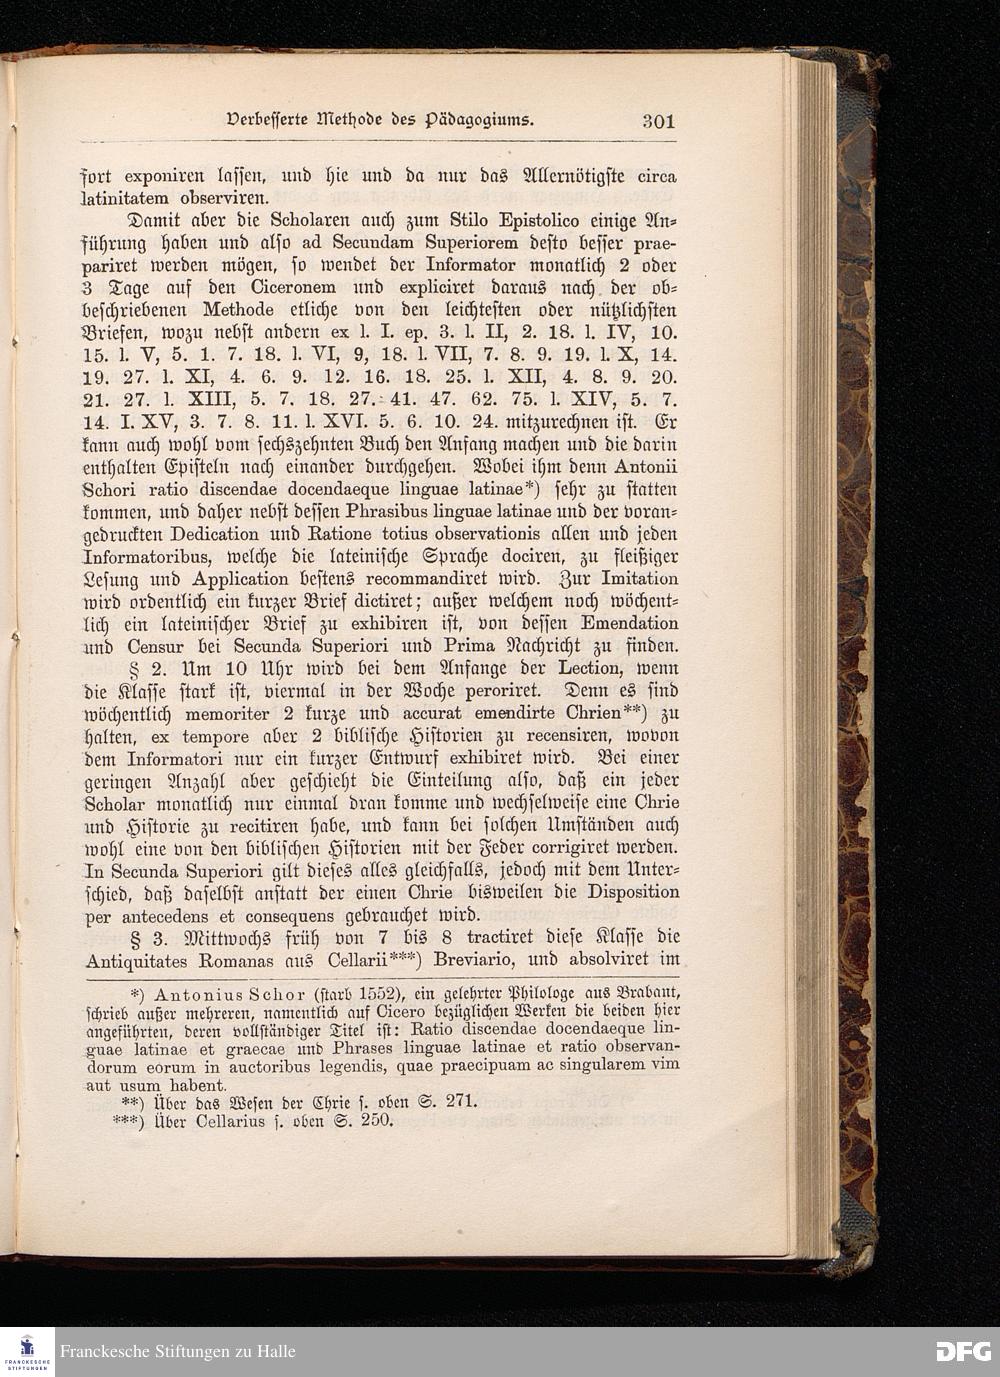 Verbesserte Methode des Pädagogiums. 301
fort exponiren lassen, und hie und da nur das Allernötigste circa
latinitatem observiren.
Damit aber die Scholaren auch zum Stilo Epistolico einige An-
führung haben und also ad Secundam Superiorem desto besser prae-
pariret werden mögen, so wendet der Informator monatlich 2 oder
3 Tage auf den Ciceronem und expliciret daraus nach der ob-
beschriebenen Methode etliche von den leichtesten oder nützlichsten
Briefen, wozu nebst andern ex l. I. ep. 3. l. II, 2. 18. l. IV, 10.
15. l. V, 5. 1. 7. 18. l. VI, 9, 18. l. VII, 7. 8. 9. 19. l. X, 14.
19. 27. l. XI, 4. 6. 9. 12. 16. 18. 25. l. XII, 4. 8. 9. 20.
21. 27. l. XIII, 5. 7. 18. 27. 41. 47. 62. 75. l. XIV, 5. 7.
14. I. XV, 3. 7. 8. 11. l. XVI. 5. 6. 10. 24. mitzurechnen ist. Er
kann auch wohl vom sechszehnten Buch den Anfang machen und die darin
enthalten Episteln nach einander durchgehen. Wobei ihm denn Antonii
Schori ratio discendae docendaeque linguae latinae*) sehr zu statten
kommen, und daher nebst dessen Phrasibus linguae latinae und der voran-
gedruckten Dedication und Ratione totius observationis allen und jeden
Informatoribus, welche die lateinische Sprache dociren, zu fleißiger
Lesung und Application bestens recommandiret wird. Zur Imitation
wird ordentlich ein kurzer Brief dictiret; außer welchem noch wöchent-
lich ein lateinischer Brief zu exhibiren ist, von dessen Emendation
und Censur bei Secunda Superiori und Prima Nachricht zu finden.
§ 2. Um 10 Uhr wird bei dem Anfange der Lection, wenn
die Klasse stark ist, viermal in der Woche peroriret. Denn es sind
wöchentlich memoriter 2 kurze und accurat emendirte Chrien**) zu
halten, ex tempore aber 2 biblische Historien zu recensiren, wovon
dem Informatori nur ein kurzer Entwurf exhibiret wird. Bei einer
geringen Anzahl aber geschieht die Einteilung also, daß ein jeder
Scholar monatlich nur einmal dran komme und wechselweise eine Chrie
und Historie zu recitiren habe, und kann bei solchen Umständen auch
wohl eine von den biblischen Historien mit der Feder corrigiret werden.
In Secunda Superiori gilt dieses alles gleichfalls, jedoch mit dem Unter-
schied, daß daselbst anstatt der einen Chrie bisweilen die Disposition
per antecedens et consequens gebrauchet wird.
§ 3. Mittwochs früh von 7 bis 8 tractiret diese Klasse die
Antiquitates Romanas aus Cellarii***) Breviario, und absolviret im
*) Antonius Schor (starb 1552), ein gelehrter Philologe aus Brabant,
schrieb außer mehreren, namentlich auf Cicero bezüglichen Werken die beiden hier
angeführten, deren vollständiger Titel ist: Ratio discendae docendaeque lin-
guae latinae et graecae und Phrases linguae latinae et ratio observan-
dorum eorum in auctoribus legendis, quae praecipuam ac singularem vim
aut usum habent.
**) Über das Wesen der Chrie s. oben S. 271.
***) Über Cellarius s. oben S. 250.
FRANCKESCHE
STIFTUNGEN
Franckesche Stiftungen zu Halle
DFG